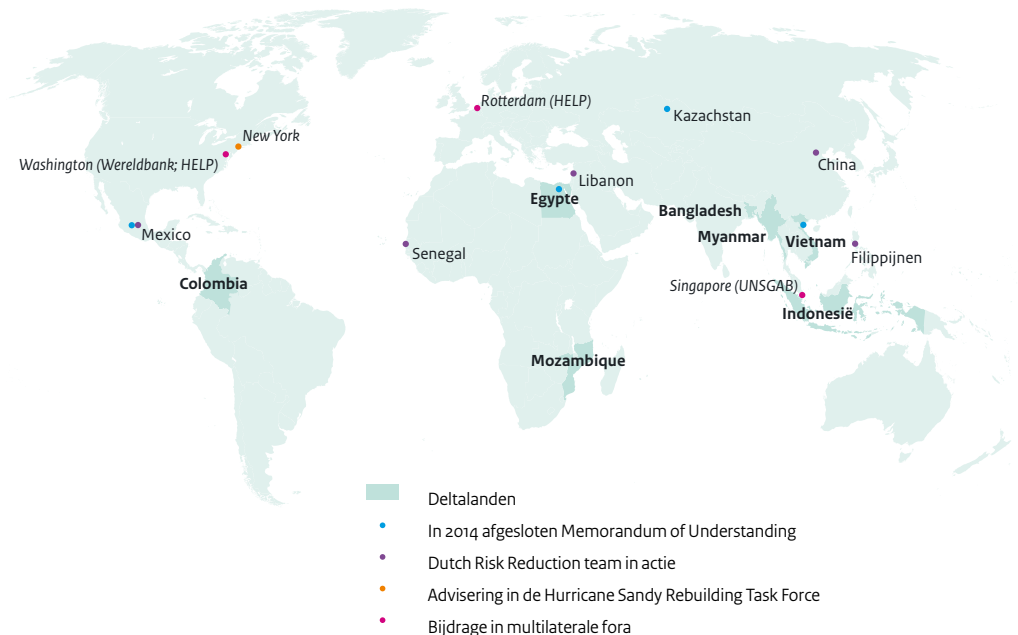 Rotterdam (HELP)
Kazachstan
New York
Washington (Wereldbank; HELP)
China
Libanon
Egypte
Bangladesh
Mexico
Myanmar
Vietnam
Senegal
Filippijnen
Colombia
Singapore (UNSGAB)
Indonesië
Mozambique
Deltalanden
In 2014 afgesloten Memorandum of Understanding
Dutch Risk Reduction team in actie
Advisering in de Hurricane Sandy Rebuilding Task Force
Bijdrage in multilaterale fora